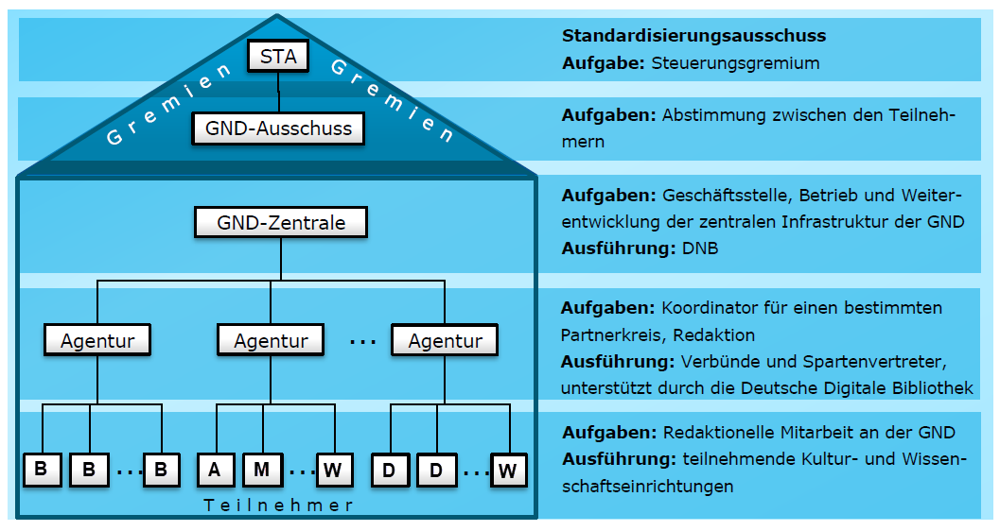 STA
Gremien
Gremien
GND-Ausschuss
Standardisierungsausschuss
Aufgabe: Steuerungsgremium
Aufgaben: Abstimmung zwischen den Teilneh-
mern
GND-Zentrale
Aufgaben: Geschäftsstelle, Betrieb und Weiter-
entwicklung der zentralen Infrastruktur der GND
Ausführung: DNB
Agentur Agentur ... Agentur
Aufgaben: Koordinator für einen bestimmten
Partnerkreis, Redaktion
Ausführung: Verbünde und Spartenvertreter,
unterstützt durch die Deutsche Digitale Bibliothek
B B ... B A M ... W D D ... W
Teilnehmer
Aufgaben: Redaktionelle Mitarbeit an der GND
Ausführung: teilnehmende Kultur- und Wissen-
schaftseinrichtungen